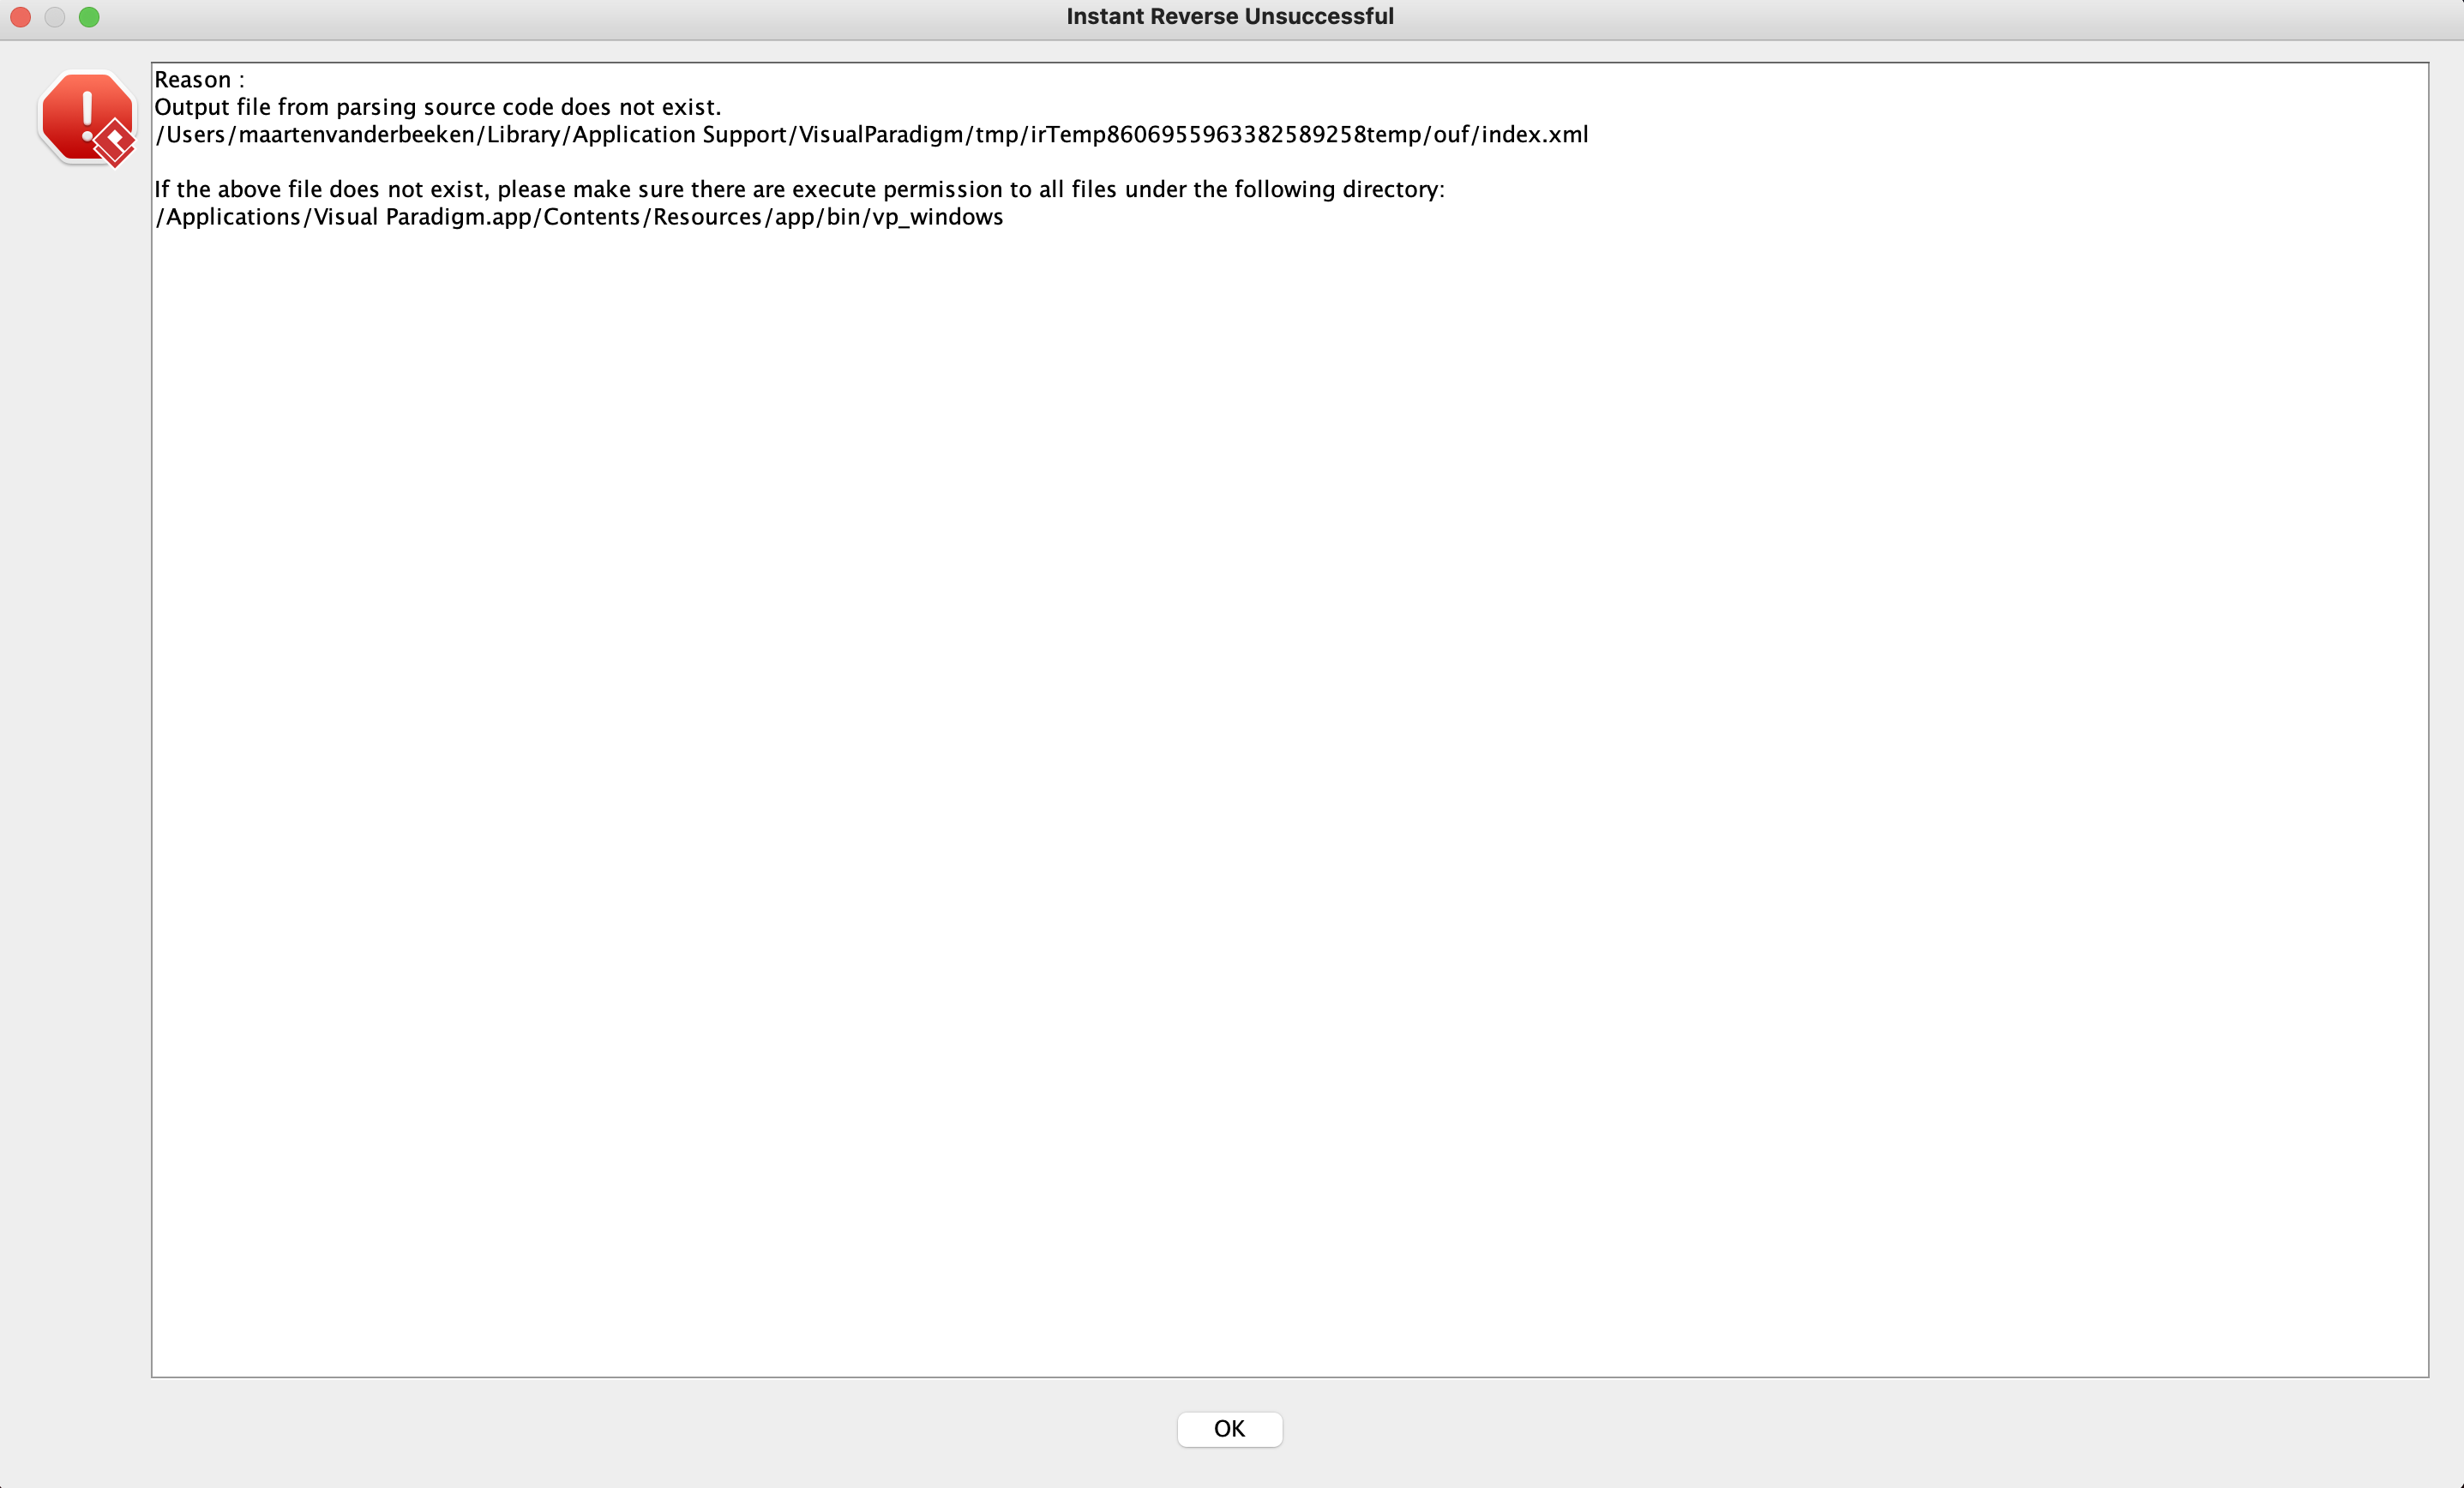 Instant Reverse Unsuccessful
Reason :
Output file from parsing source code does not exist.
/Users/maartenvanderbeeken/Library/Application Support/VisualParadigm/tmp/irTemp8606955963382589258temp/ouf/index.xml
If the above file does not exist, please make sure there are execute permission to all files under the following directory:
/Applications/Visual Paradigm.app/Contents/Resources/app/bin/vp_windows
OK